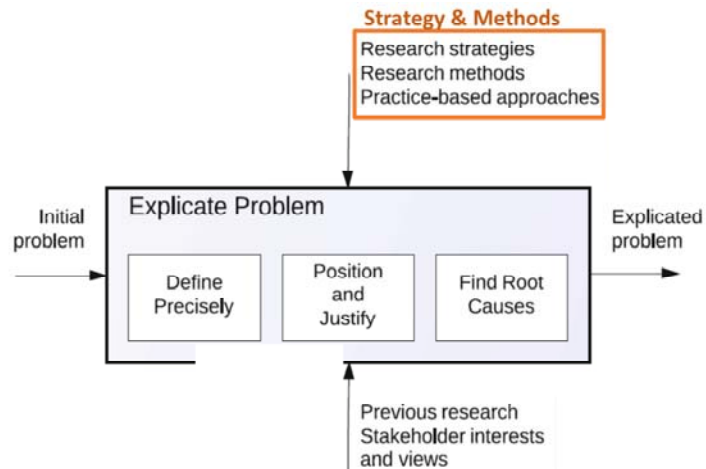 Strategy & Methods
Research strategies
Research methods
Practice-based approaches
Explicate Problem
Initial
problem
Explicated
problem
Define
Precisely
Position
and
Justify
Find Root
Causes
Previous research
Stakeholder interests
and views